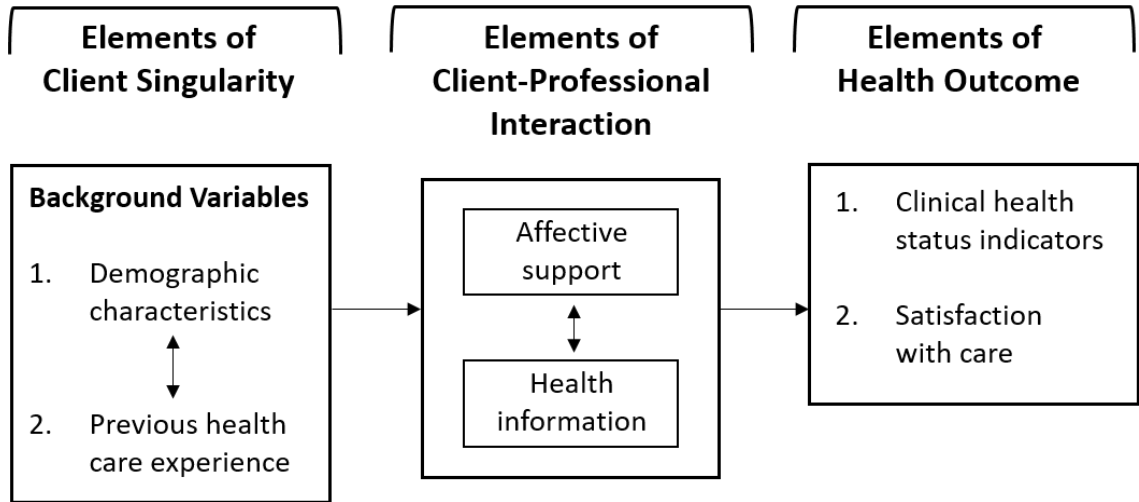 Elements of
Client Singularity
Elements of
Client-Professional
Interaction
Elements of
Health Outcome
Background Variables
1. Demographic
characteristics
2. Previous health
care experience
Affective
support
Health
information
1. Clinical health
status indicators
2. Satisfaction
with care